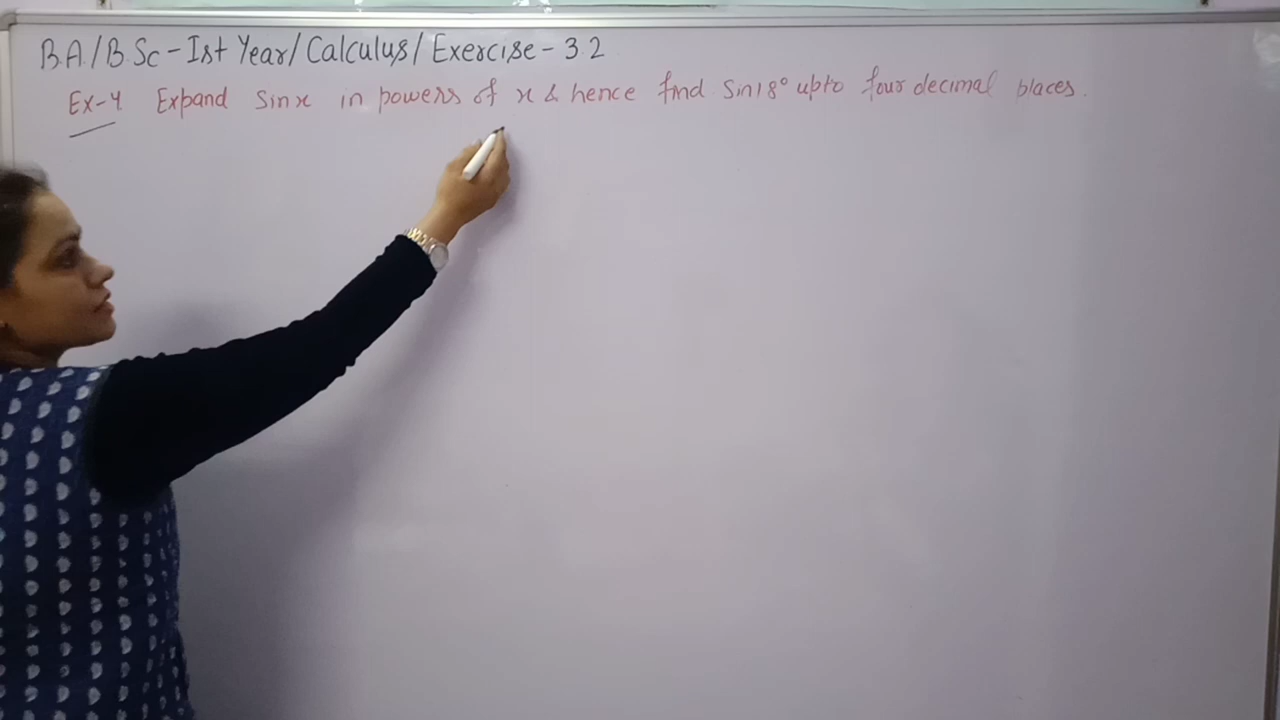 B.A./B.Sc-Ist Year/Calculus/Exercise-3.2
Ex-4 Expand Sinx in powers of x & hence find Sin18° upto four decimal places.